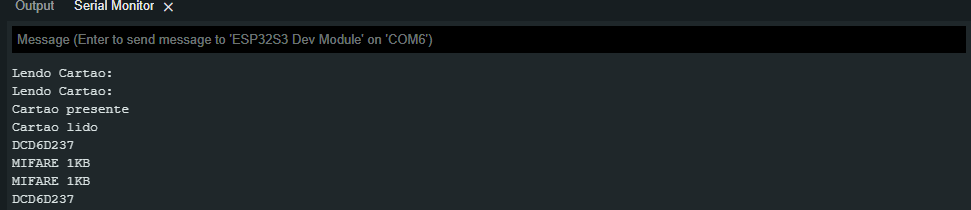 Output Serial Monitor ×
Message (Enter to send message to 'ESP32S3 Dev Module' on 'COM6')
Lendo Cartao:
Lendo Cartao:
Cartao presente
Cartao lido
DCD6D237
MIFARE 1KB
MIFARE 1KB
DCD6D237